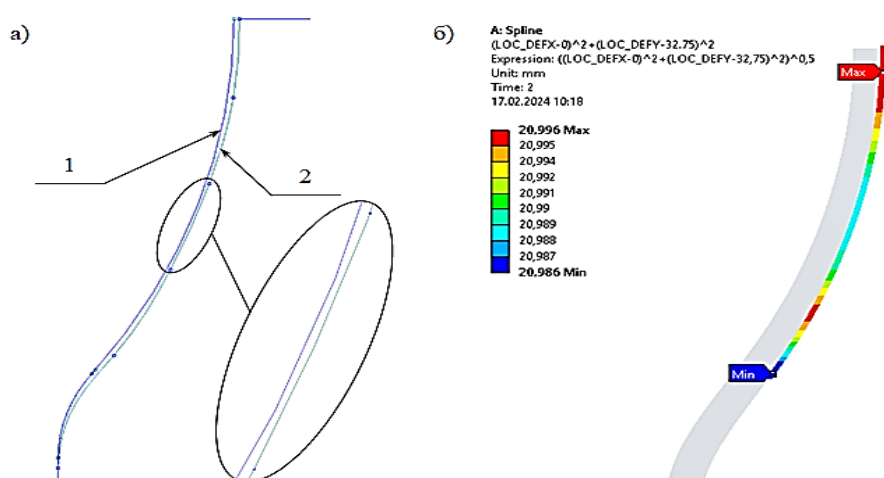 а)
1
2
б)
A: Spline
(LOC_DEFX-0)^2+(LOC_DEFY-32.75)^2
Expression: ((LOC_DEFX-0)^2+(LOC_DEFY-32,75)^2)^0,5
Unit: mm
Time: 2
17.02.2024 10:18
20,996 Max
20,995
20,994
20,992
20,991
20,99
20,989
20,988
20,987
20,986 Min
Max
Min